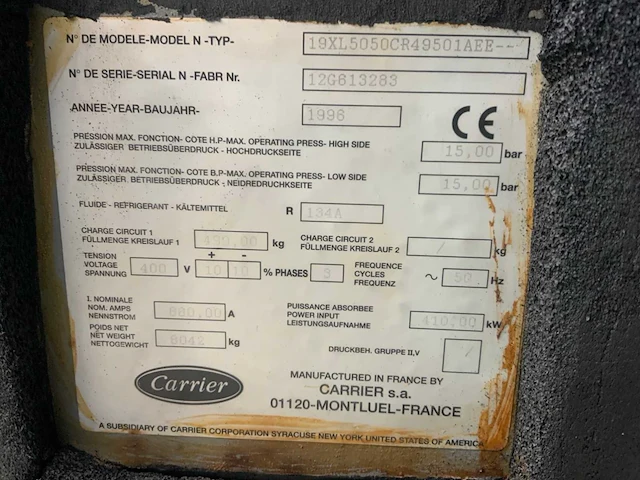 N° DE MODELE-MODEL N -TYP- 19XL5050CR49501AEE--
N° DE SERIE-SERIAL N -FABR Nr. 12G613283
ANNEE-YEAR-BAUJAHR- 1996
CE
PRESSION MAX. FONCTION- COTE H.P-MAX. OPERATING PRESS- HIGH SIDE
ZULÄSSIGER BETRIEBSÜBERDRUCK - HOCHDRUCKSEITE 15,00 bar
PRESSION MAX. FONCTION- COTE B.P-MAX. OPERATING PRESS- LOW SIDE
ZULÄSSIGER BETRIEBSÜBERDRUCK - NEIDREDRUCKSEITE 15,00 bar
FLUIDE - REFRIGERANT - KÄLTEMITTEL R 134A
CHARGE CIRCUIT 1 CHARGE CIRCUIT 2
FÜLLMENGE KREISLAUF 1 kg FÜLLMENGE KREISLAUF 2 / kg
TENSION + - FREQUENCE
VOLTAGE 400 V 10 10 % PHASES 3 CYCLES ~ 50. Hz
SPANNUNG FREQUENZ
I. NOMINALE PUISSANCE ABSORBEE
NOM. AMPS A POWER INPUT 410.00 kW
NENNSTROM LEISTUNGSAUFNAHME
POIDS NET
NET WEIGHT kg
NETTOGEWICHT DRUCKBEH. GRUPPE II,V
Carrier
MANUFACTURED IN FRANCE BY
CARRIER s.a.
01120-MONTLUEL-FRANCE
A SUBSIDIARY OF CARRIER CORPORATION SYRACUSE NEW YORK UNITED STATES OF AMERICA